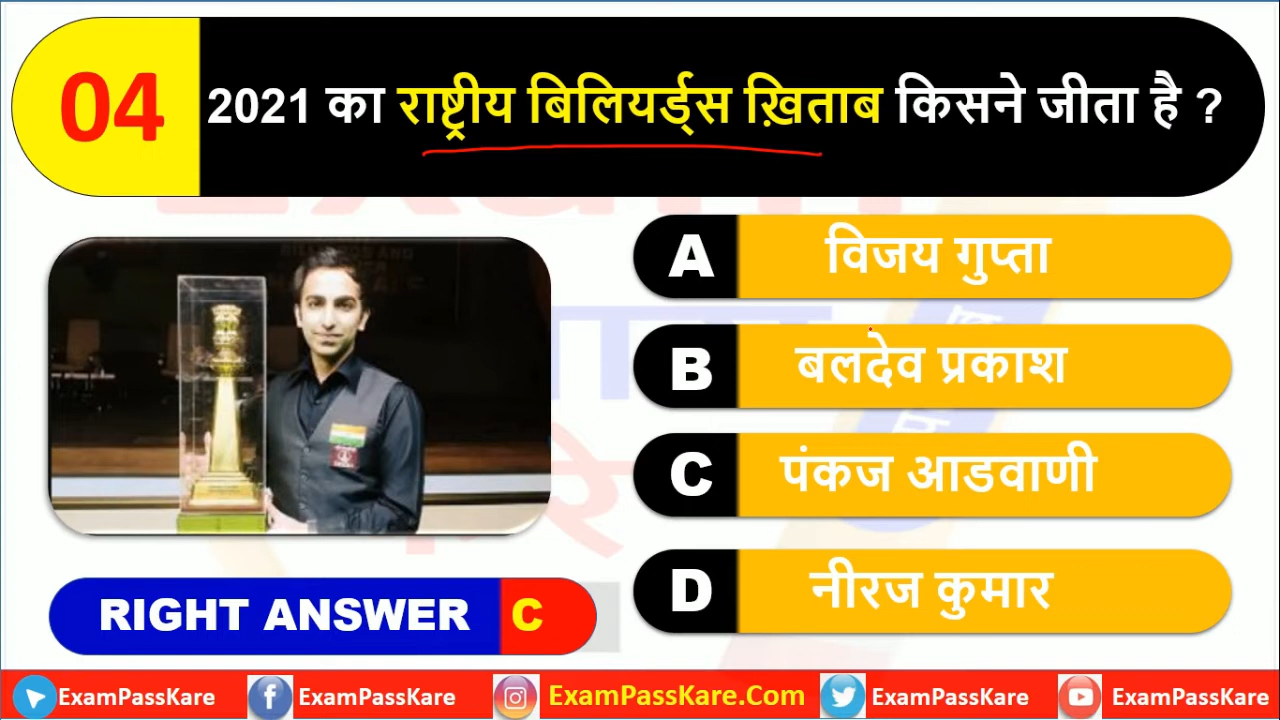 04
2021 का राष्ट्रीय बिलियर्ड्स ख़िताब किसने जीता है ?
A विजय गुप्ता
B बलदेव प्रकाश
C पंकज आडवाणी
D नीरज कुमार
RIGHT ANSWER C
ExamPassKare ExamPassKare ExamPassKare.Com ExamPassKare ExamPassKare